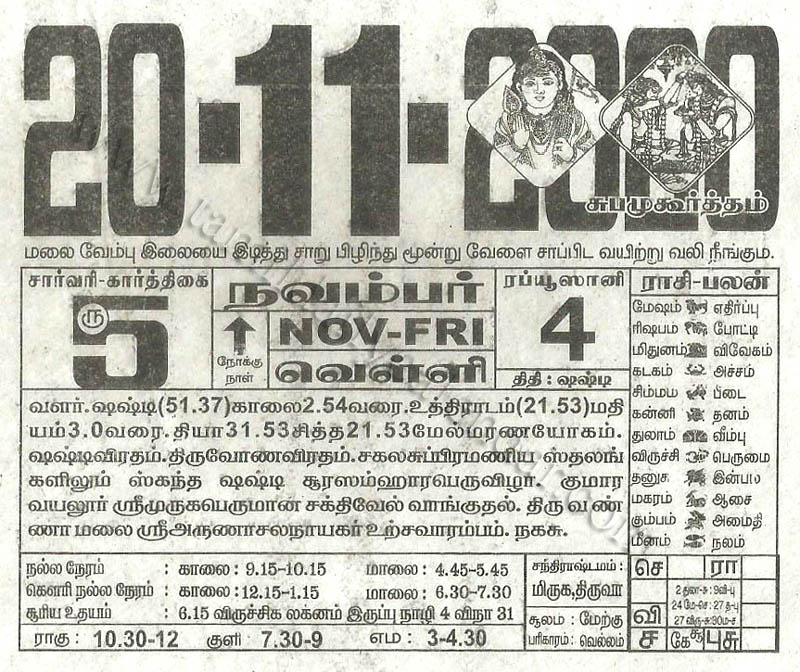 20-11-2020
சுபமுகூர்த்தம்
மலை வேம்பு இலையை இடித்து சாறு பிழிந்து மூன்று வேளை சாப்பிட வயிற்று வலி நீங்கும்.
சார்வரி-கார்த்திகை
5
ரு
நோக்கு
நாள்
நவம்பர்
NOV-FRI
வெள்ளி
ரப்யூஸானி
4
திதி : ஷஷ்டி
ராசி-பலன்
மேஷம் எதிர்ப்பு
ரிஷபம் போட்டி
மிதுனம் விவேகம்
கடகம் அச்சம்
சிம்மம் பீடை
கன்னி தனம்
துலாம் வீம்பு
விருச்சி பெருமை
தனுசு இன்பம்
மகரம் ஆசை
கும்பம் அமைதி
மீனம் நலம்
வளர்.ஷஷ்டி(51.37)காலை2.54வரை.உத்திராடம்(21.53)மதி
யம்3.0வரை.தியா31.53சித்த21.53மேல்மரணயோகம்.
ஷஷ்டிவிரதம்.திருவோணவிரதம்.சகலசுப்பிரமணிய ஸ்தலங்
களிலும் ஸ்கந்த ஷஷ்டி சூரஸம்ஹாரபெருவிழா. குமார
வயலூர் ஸ்ரீமுருகபெருமான் சக்திவேல் வாங்குதல். திருவண்
ணாமலை ஸ்ரீஅருணாசலநாயகர் உற்சவாரம்பம். நகசு.
நல்ல நேரம் : காலை: 9.15-10.15 மாலை: 4.45-5.45
கௌரி நல்ல நேரம் : காலை: 12.15-1.15 மாலை: 6.30-7.30
சூரிய உதயம் : 6.15 விருச்சிக லக்னம் இருப்பு நாழி 4 விநா 31
ராகு: 10.30-12 குளி 7.30-9 எம: 3-4.30
சந்திராஷ்டமம்:
மிருக,திருவா
சூலம: மேற்கு
பரிகாரம்: வெல்லம்
செ ரா
2 துலா-சு:9வி-பு
24 மே-செ:27 த-பு
27 விரு-சு:30ம-ச
வி
ச கே சூ பு சு